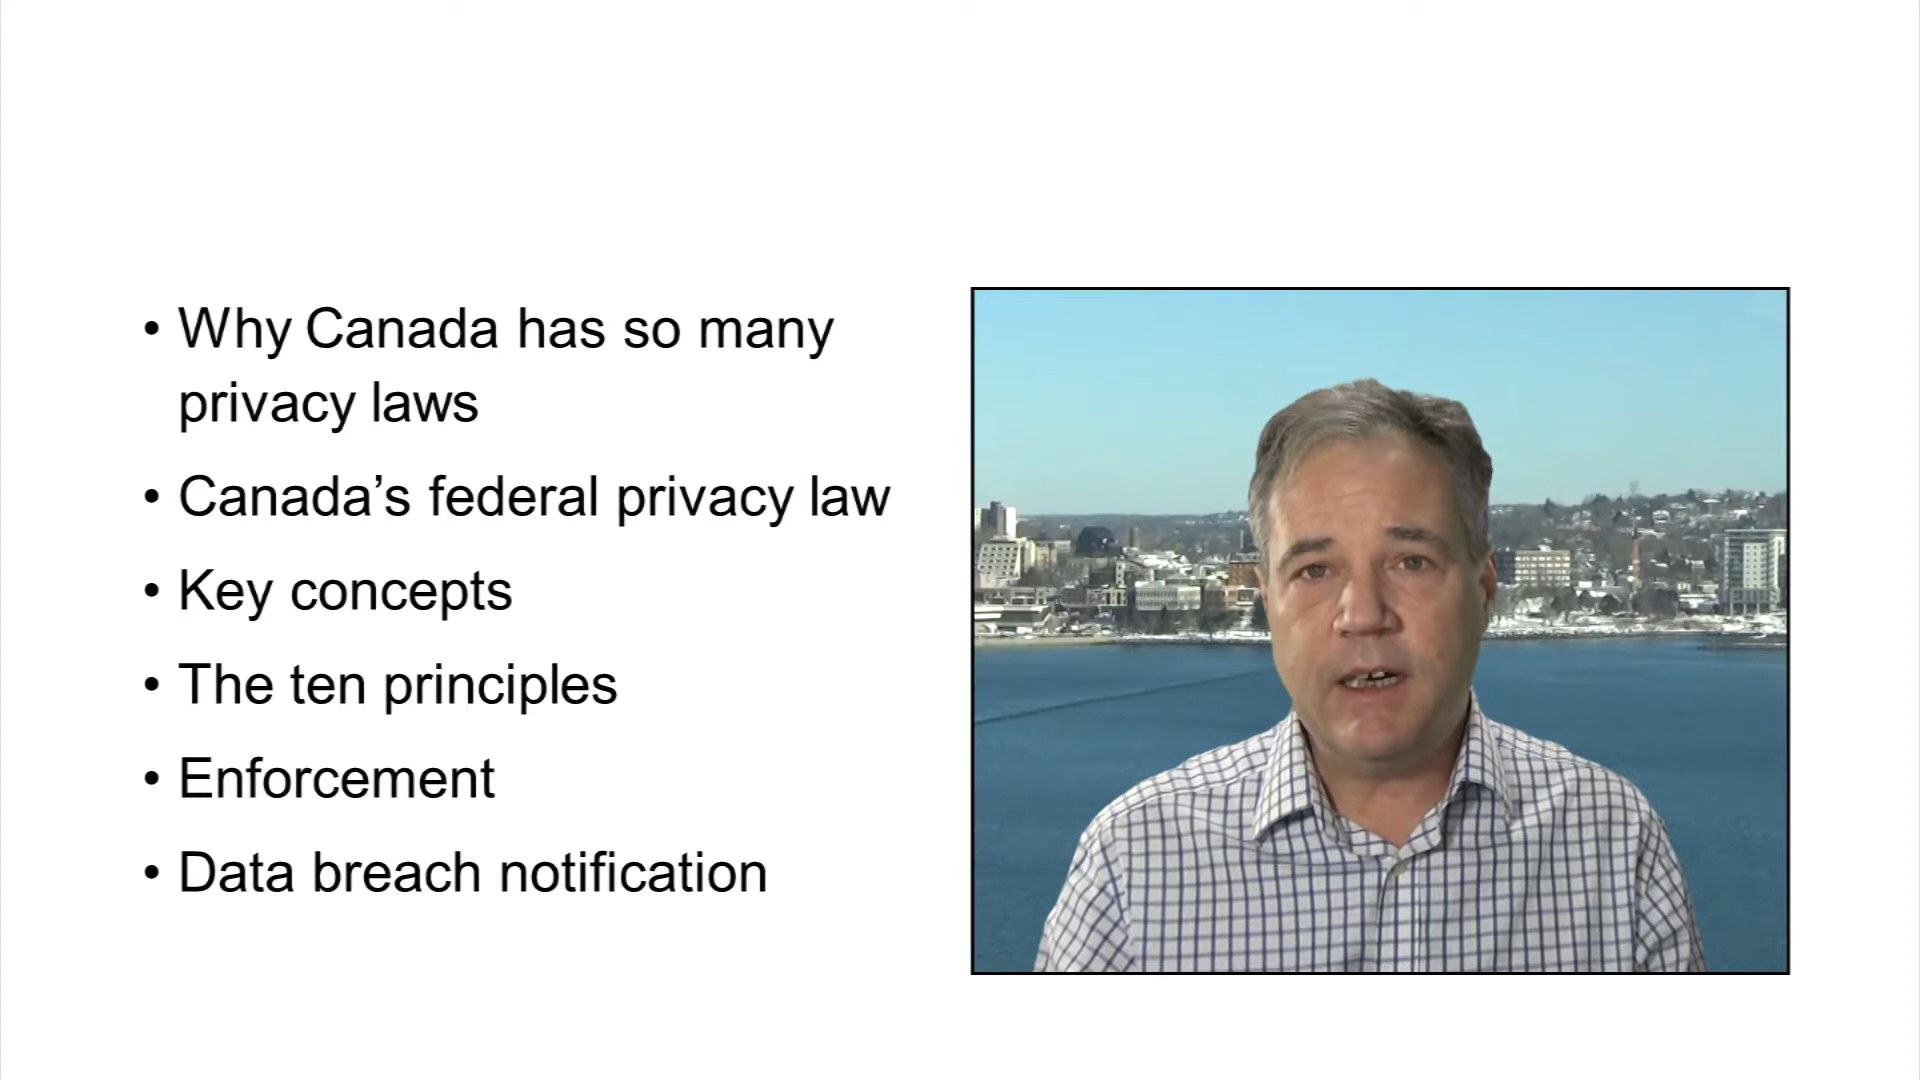 • Why Canada has so many
privacy laws
• Canada’s federal privacy law
• Key concepts
• The ten principles
• Enforcement
• Data breach notification